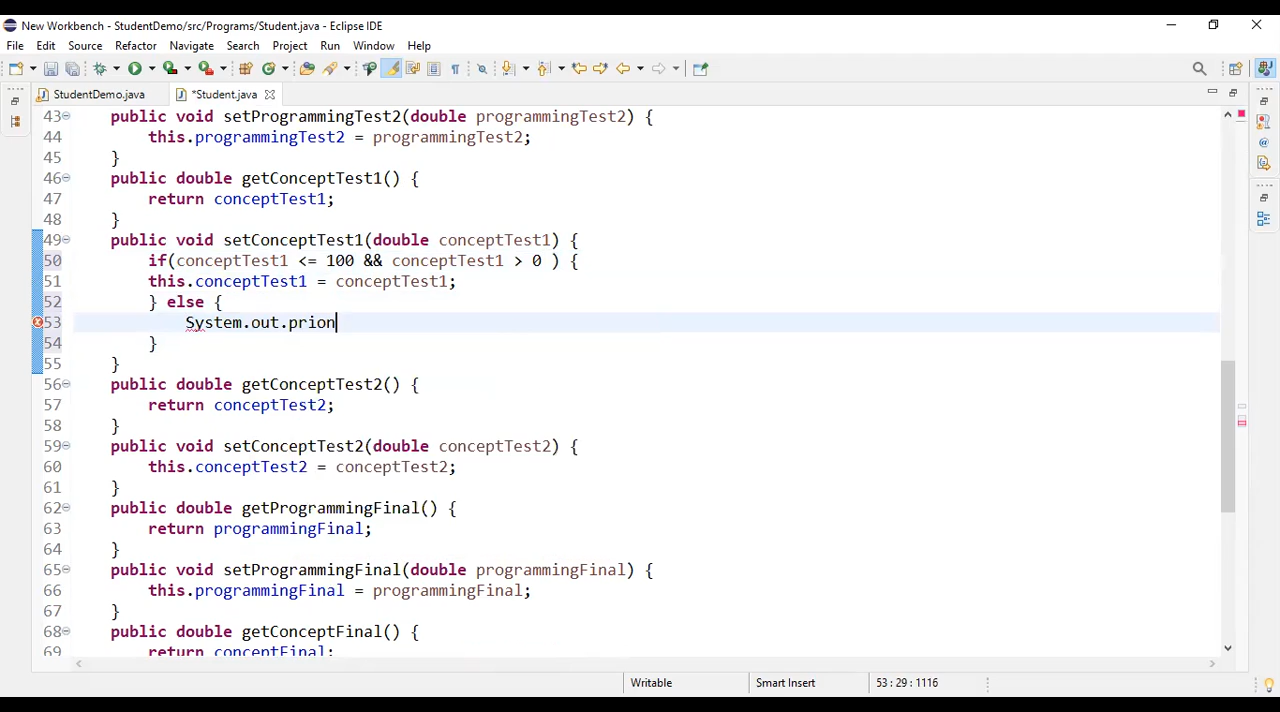 New Workbench - StudentDemo/src/Programs/Student.java - Eclipse IDE
File Edit Source Refactor Navigate Search Project Run Window Help
StudentDemo.java *Student.java
43 public void setProgrammingTest2(double programmingTest2) {
44 this.programmingTest2 = programmingTest2;
45 }
46 public double getConceptTest1() {
47 return conceptTest1;
48 }
49 public void setConceptTest1(double conceptTest1) {
50 if(conceptTest1 <= 100 && conceptTest1 > 0 ) {
51 this.conceptTest1 = conceptTest1;
52 } else {
53 System.out.prion
54 }
55 }
56 public double getConceptTest2() {
57 return conceptTest2;
58 }
59 public void setConceptTest2(double conceptTest2) {
60 this.conceptTest2 = conceptTest2;
61 }
62 public double getProgrammingFinal() {
63 return programmingFinal;
64 }
65 public void setProgrammingFinal(double programmingFinal) {
66 this.programmingFinal = programmingFinal;
67 }
68 public double getConceptFinal() {
69 return conceptFinal;
Writable Smart Insert 53 : 29 : 1116